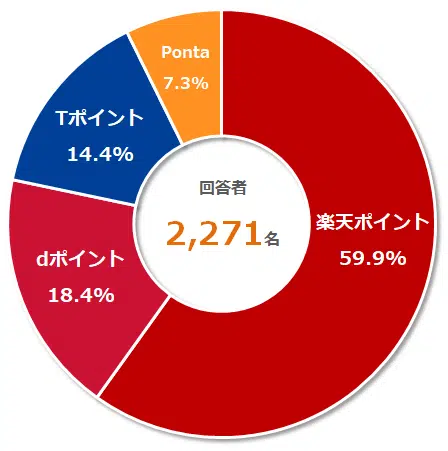 Ponta
7.3%
Tポイント
14.4%
回答者
2,271名
楽天ポイント
59.9%
dポイント
18.4%